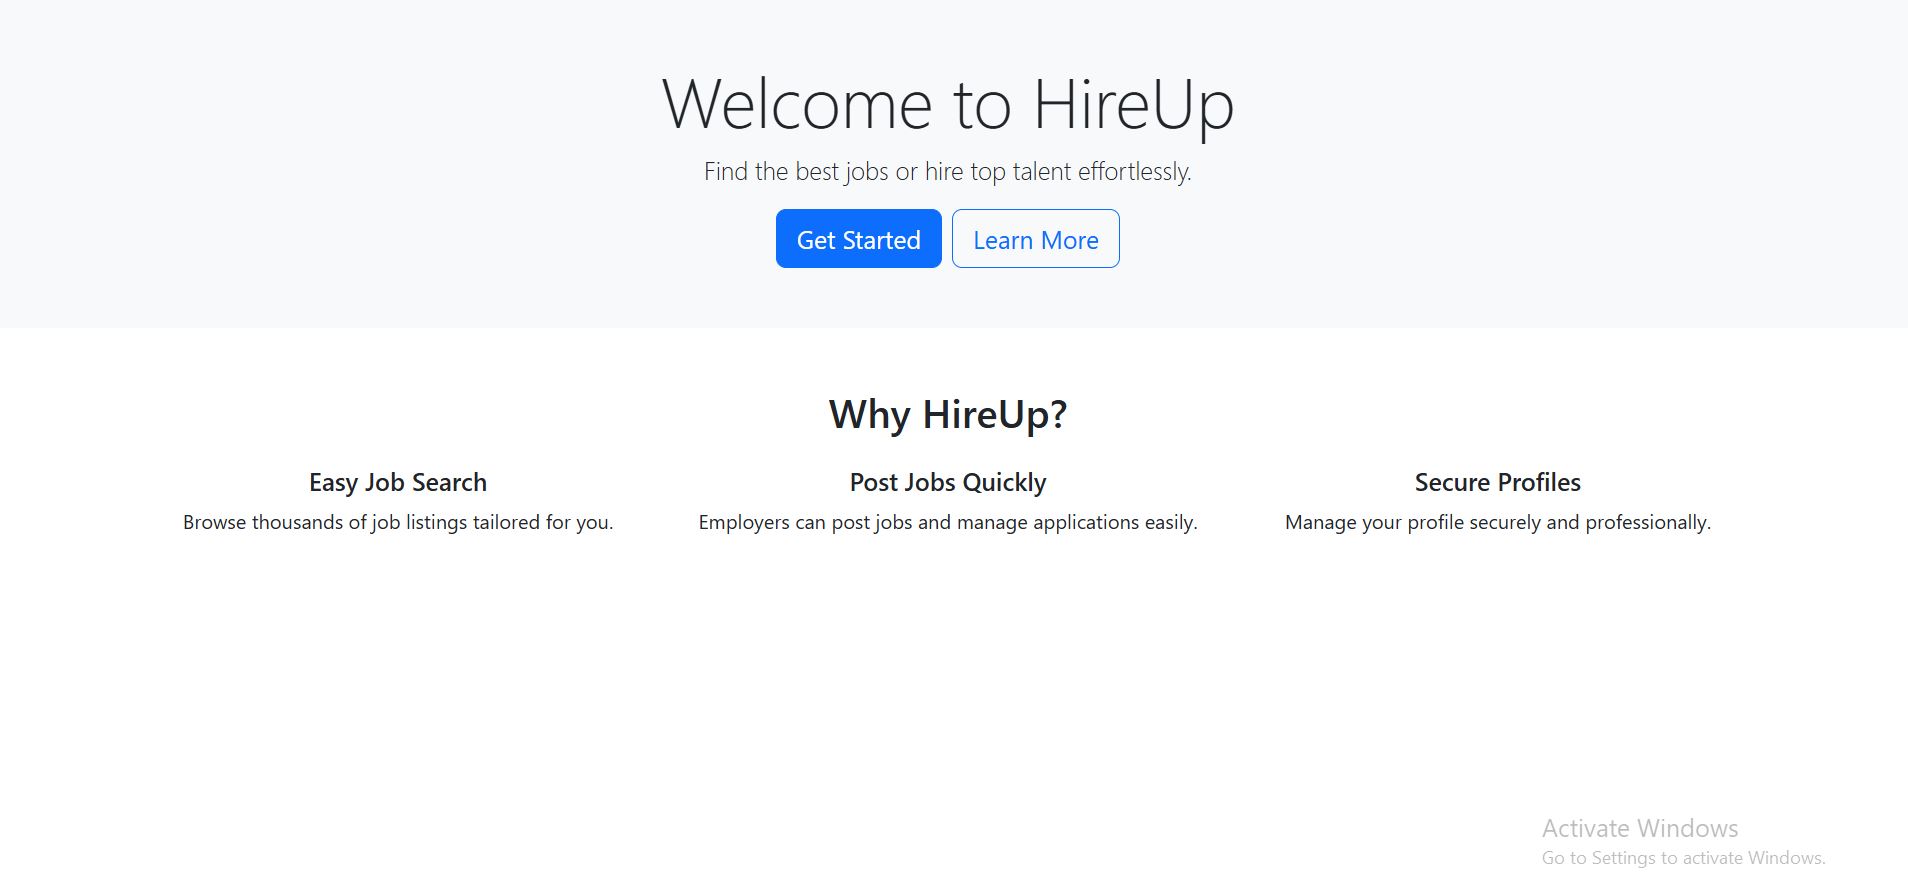 Welcome to HireUp
Find the best jobs or hire top talent effortlessly.
Get Started
Learn More
Why HireUp?
Easy Job Search
Browse thousands of job listings tailored for you.
Post Jobs Quickly
Employers can post jobs and manage applications easily.
Secure Profiles
Manage your profile securely and professionally.
Activate Windows
Go to Settings to activate Windows.